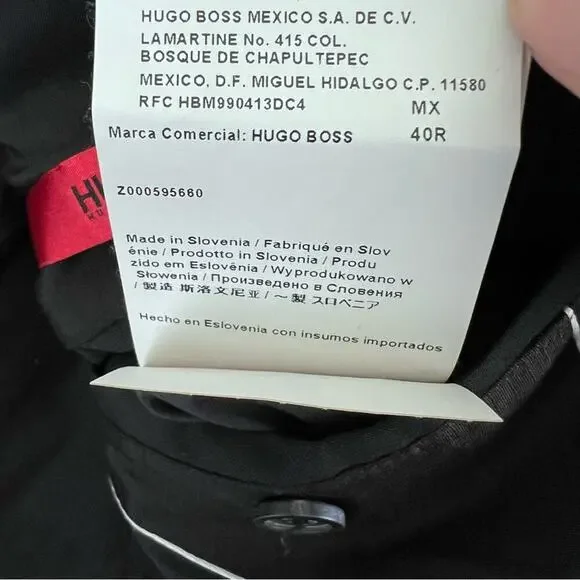 HUGO BOSS MEXICO S.A. DE C.V.
LAMARTINE No. 415 COL.
BOSQUE DE CHAPULTEPEC
MEXICO, D.F. MIGUEL HIDALGO C.P. 11580
RFC HBM990413DC4 MX
Marca Comercial: HUGO BOSS 40R
Z000595660
Made in Slovenia / Fabriqué en Slov
énie / Prodotto in Slovenia / Produ
zido em Eslovênia / Wyprodukowano w
Słowenia / Произведено в Словения
/ 製造 斯洛文尼亚 / ～製 スロベニア
Hecho en Eslovenia con insumos importados